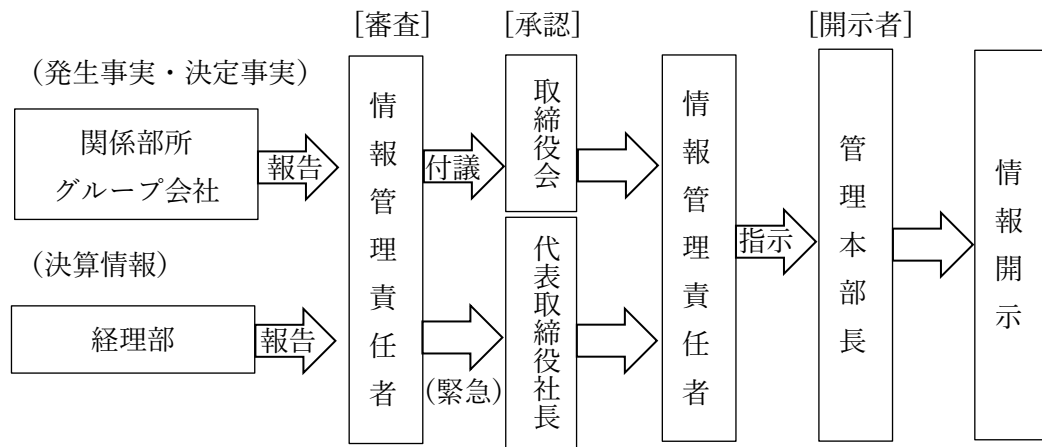 [審査]
[承認]
[開示者]
(発生事実・決定事実)
関係部所
グループ会社
報告
(決算情報)
経理部
報告
情報管理責任者
付議
(緊急)
取締役会
代表取締役社長
情報管理責任者
指示
管理本部長
情報開示